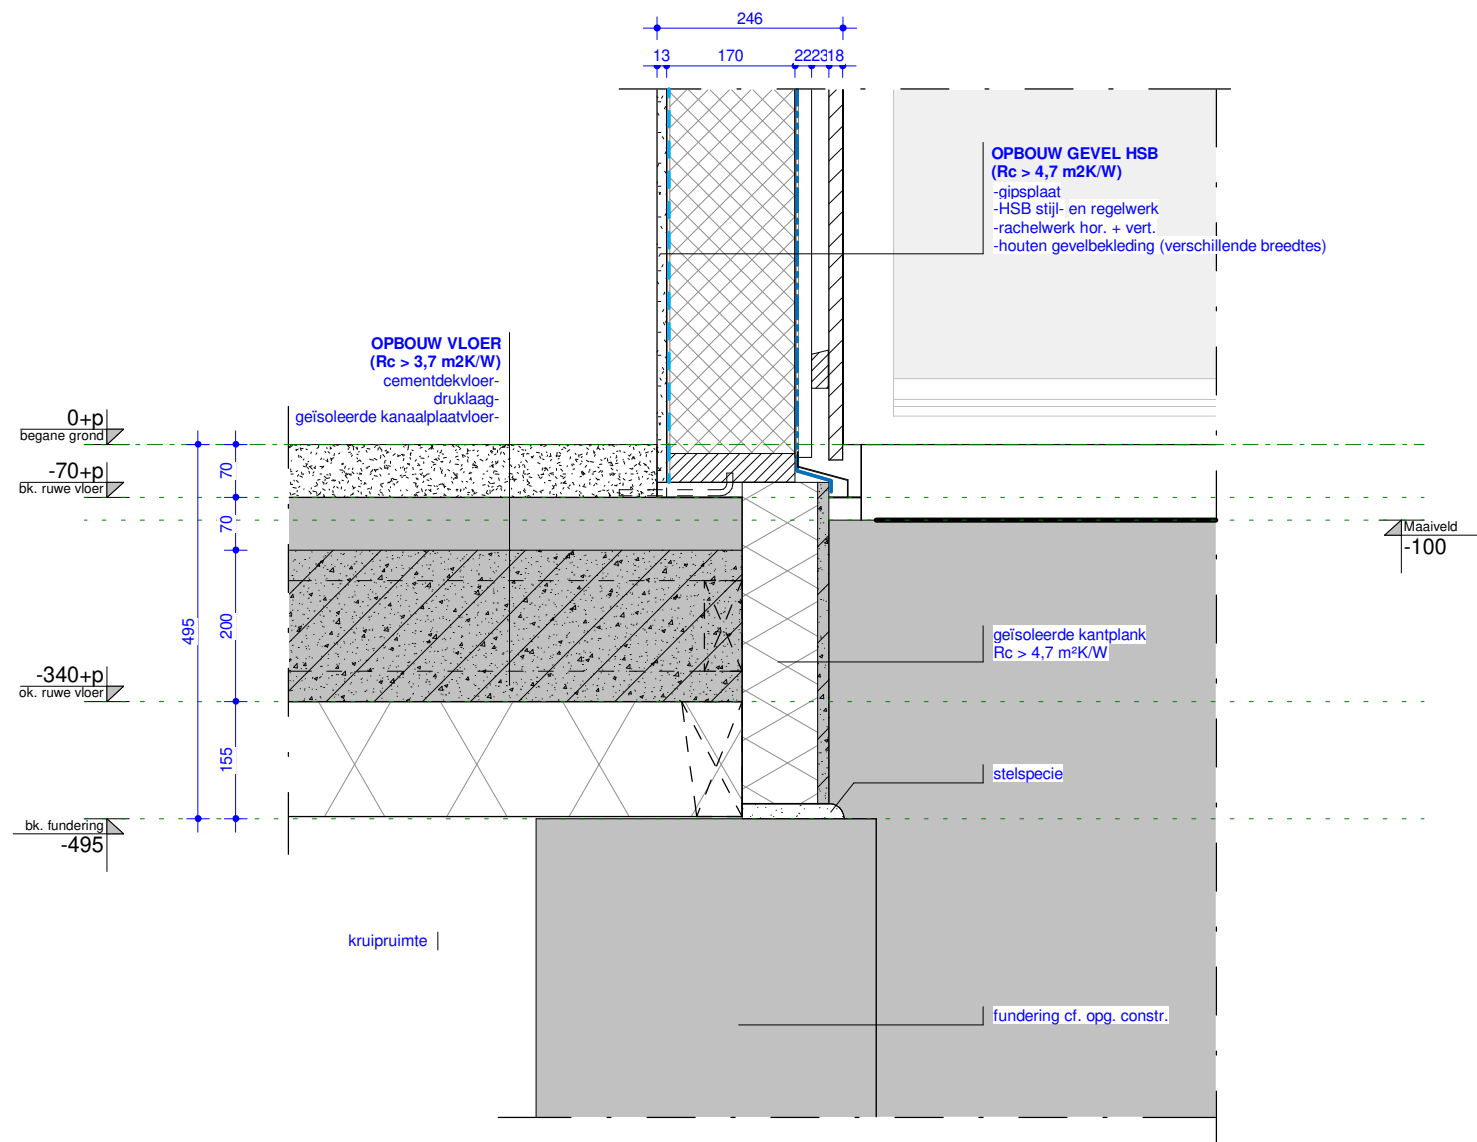 246
13 170 22 23 18
OPBOUW GEVEL HSB
(Rc > 4,7 m2K/W)
-gipsplaat
-HSB stijl- en regelwerk
-rachelwerk hor. + vert.
-houten gevelbekleding (verschillende breedtes)
OPBOUW VLOER
(Rc > 3,7 m2K/W)
cementdekvloer-
druklaag-
geïsoleerde kanaalplaatvloer-
0+p
begane grond
70
-70+p
bk. ruwe vloer
70
Maaiveld
-100
495
200
geïsoleerde kantplank
Rc > 4,7 m²K/W
-340+p
ok. ruwe vloer
155
stelspecie
bk. fundering
-495
kruipruimte
fundering cf. opg. constr.